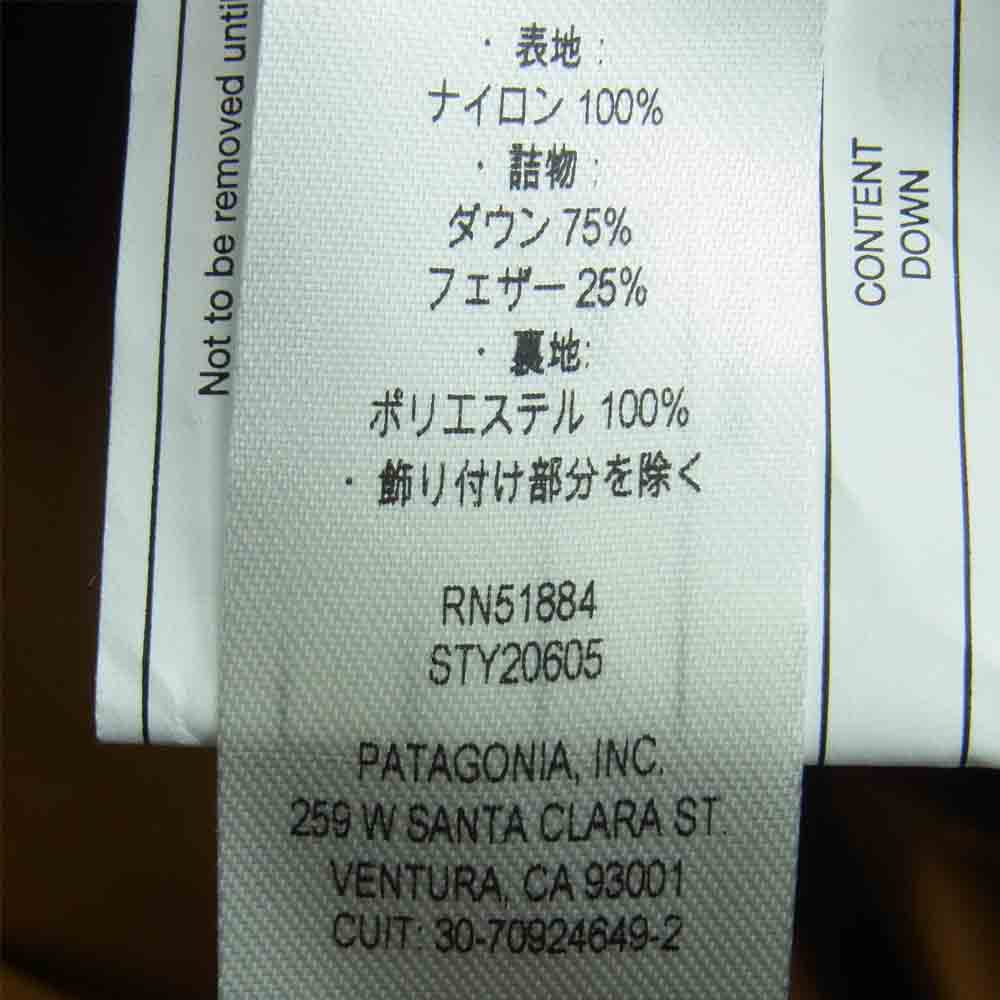 Not to be removed until
・表地:
ナイロン 100%
・詰物:
ダウン 75%
フェザー 25%
・裏地:
ポリエステル 100%
・飾り付け部分を除く
RN51884
STY20605
PATAGONIA, INC.
259 W SANTA CLARA ST.
VENTURA, CA 93001
CUIT: 30-70924649-2
CONTENT
DOWN